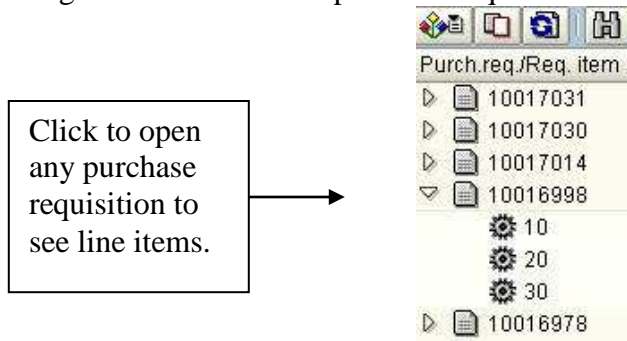 Purch.req./Req. item
10017031
10017030
10017014
10016998
10
20
30
10016978
Click to open
any purchase
requisition to
see line items.